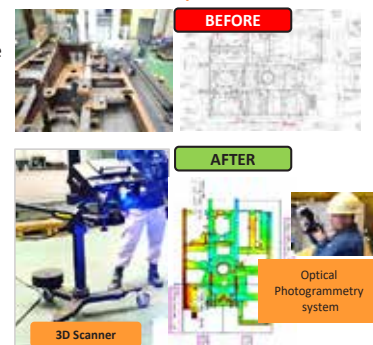 e
BEFORE
AFTER
Optical
Photogrammetry
system
3D Scanner